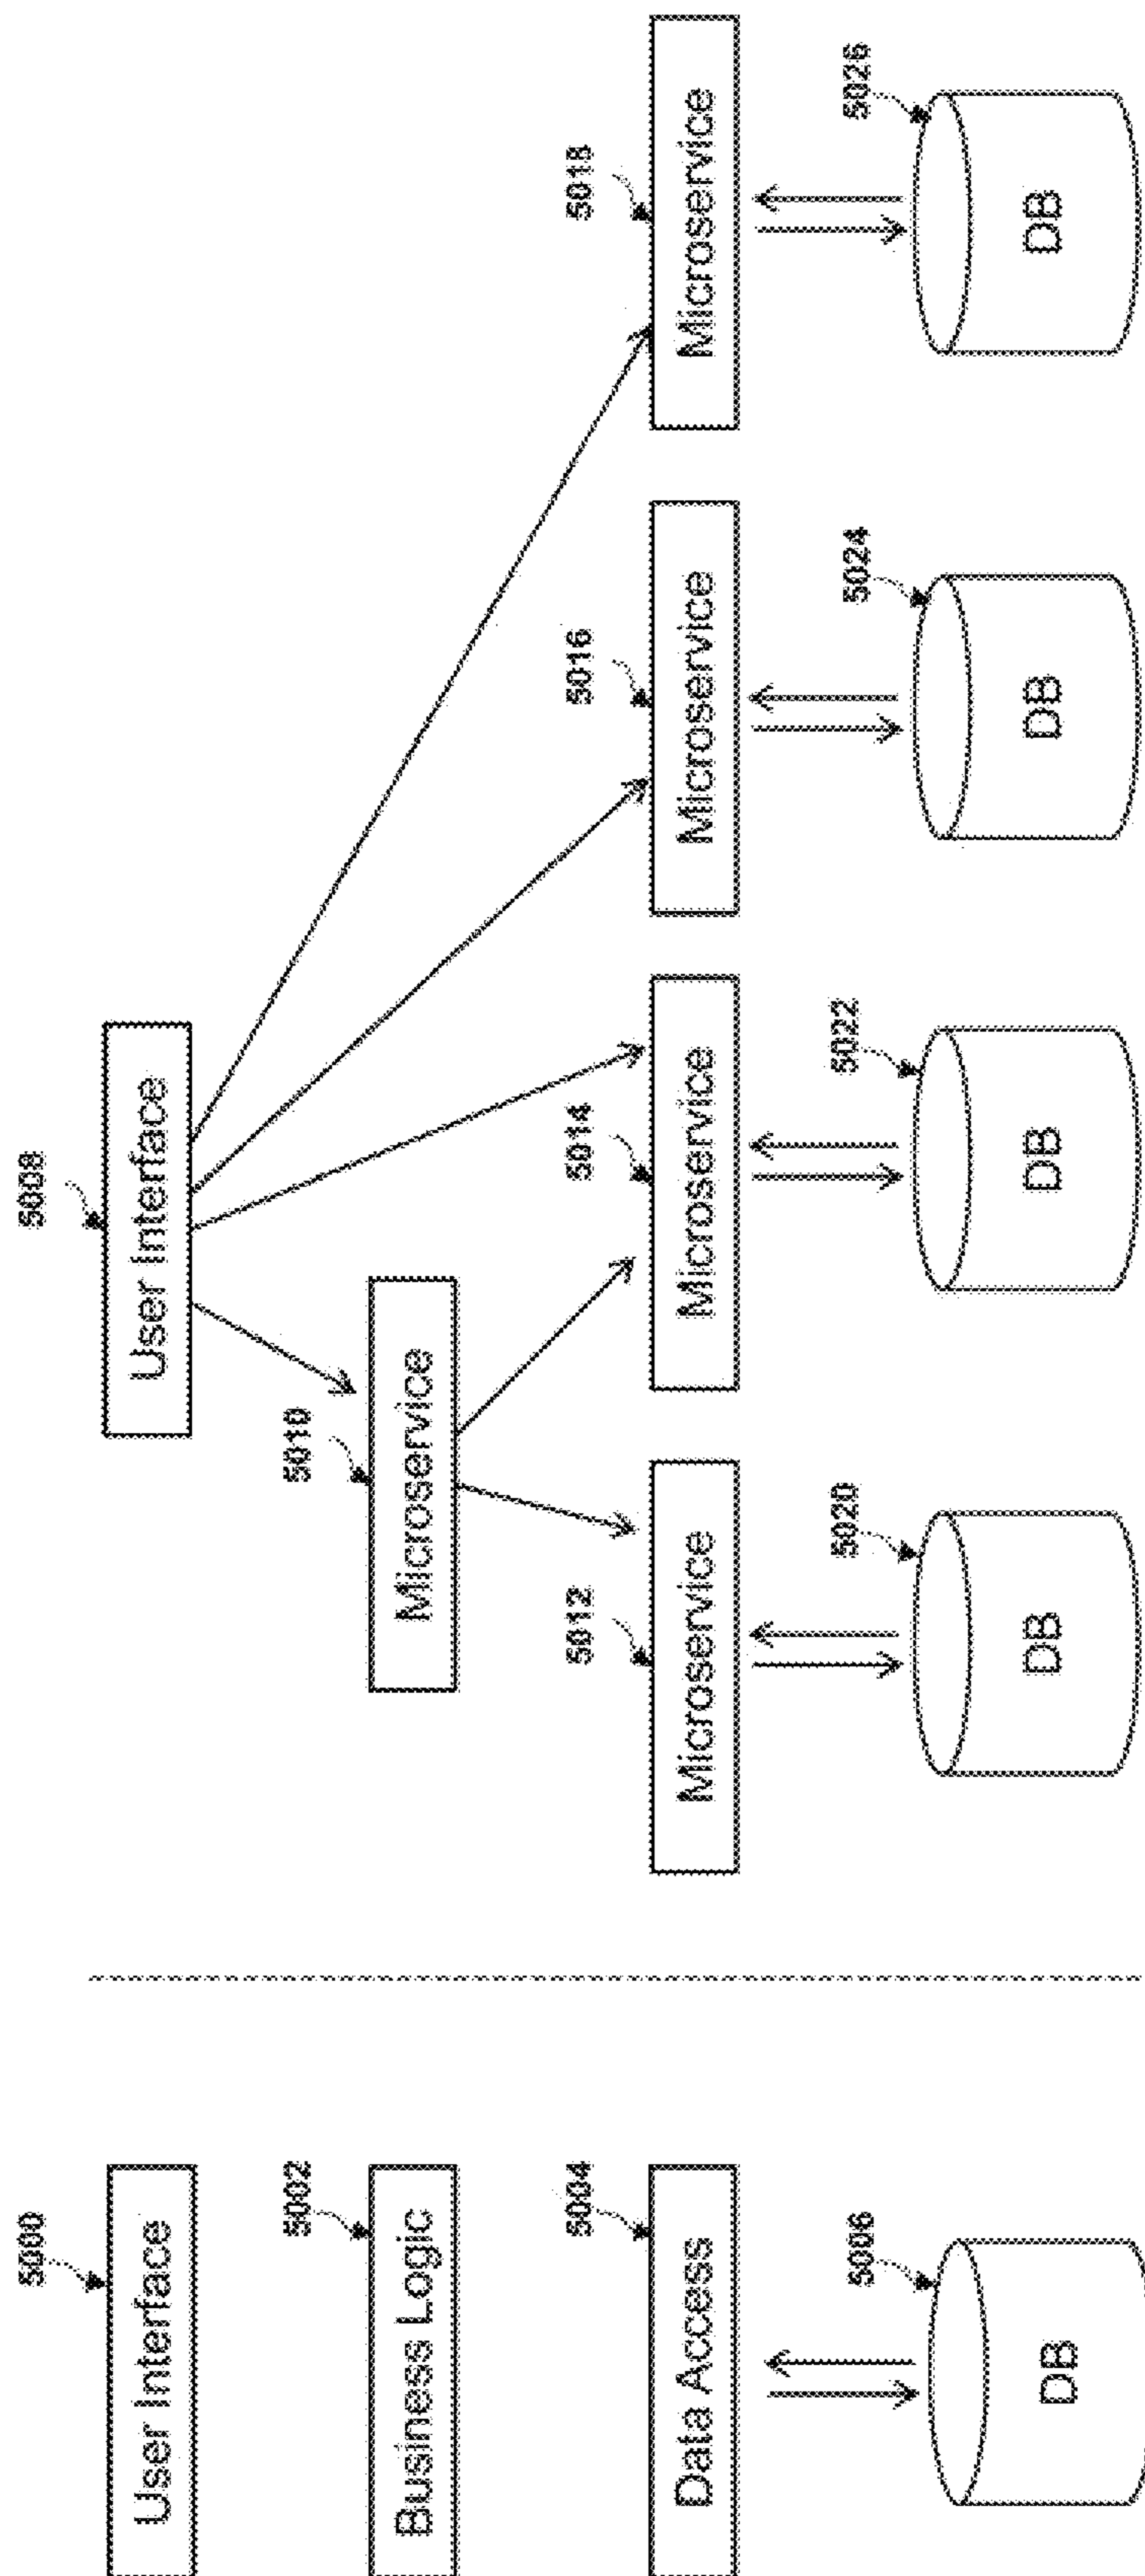 5000
User Interface
5002
Business Logic
5004
Data Access
5006
DB
5008
User Interface
5010
Microservice
5012
Microservice
5014
Microservice
5016
Microservice
5018
Microservice
5020
DB
5022
DB
5024
DB
5026
DB